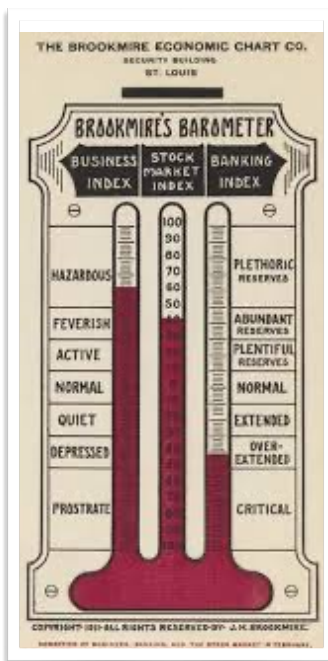 THE BROOKMIRE ECONOMIC CHART CO.
SECURITY BUILDING
ST. LOUIS
BROOKMIRE'S BAROMETER
BUSINESS INDEX
STOCK MARKET INDEX
BANKING INDEX
100
90
80
70
60
50
HAZARDOUS
FEVERISH
ACTIVE
NORMAL
QUIET
DEPRESSED
PROSTRATE
PLETHORIC
RESERVES
ABUNDANT
RESERVES
PLENTIFUL
RESERVES
NORMAL
EXTENDED
OVER-
EXTENDED
CRITICAL
COPYRIGHT 1911-ALL RIGHTS RESERVED-BY- J.H. BROOKMIRE.